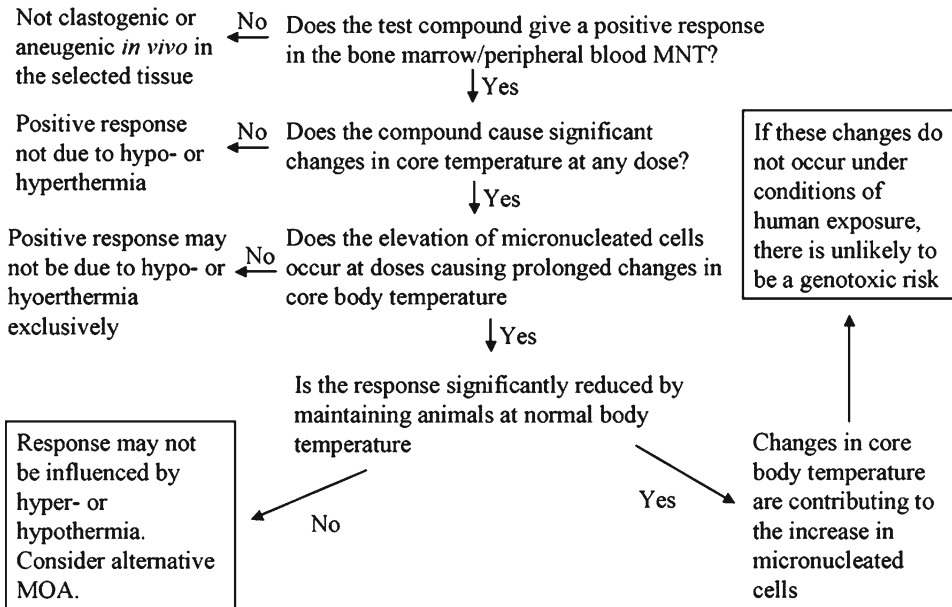 Not clastogenic or
aneugenic in vivo in
the selected tissue
No
Does the test compound give a positive response
in the bone marrow/peripheral blood MNT?
Yes
Positive response
not due to hypo- or
hyperthermia
No
Does the compound cause significant
changes in core temperature at any dose?
Yes
If these changes do
not occur under
conditions of
human exposure,
there is unlikely to
be a genotoxic risk
Positive response may
not be due to hypo- or
hyoerthermia
exclusively
No
Does the elevation of micronucleated cells
occur at doses causing prolonged changes in
core body temperature
Yes
Is the response significantly reduced by
maintaining animals at normal body
temperature
Response may not
be influenced by
hyper- or
hypothermia.
Consider alternative
MOA.
No
Yes
Changes in core
body temperature
are contributing to
the increase in
micronucleated
cells